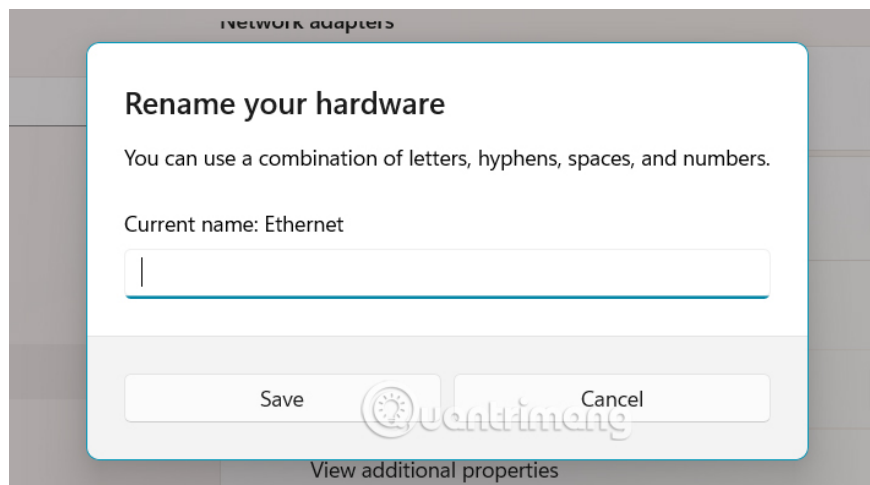 Network adapters
Rename your hardware
You can use a combination of letters, hyphens, spaces, and numbers.
Current name: Ethernet
Save
Cancel
Quantrimang
View additional properties